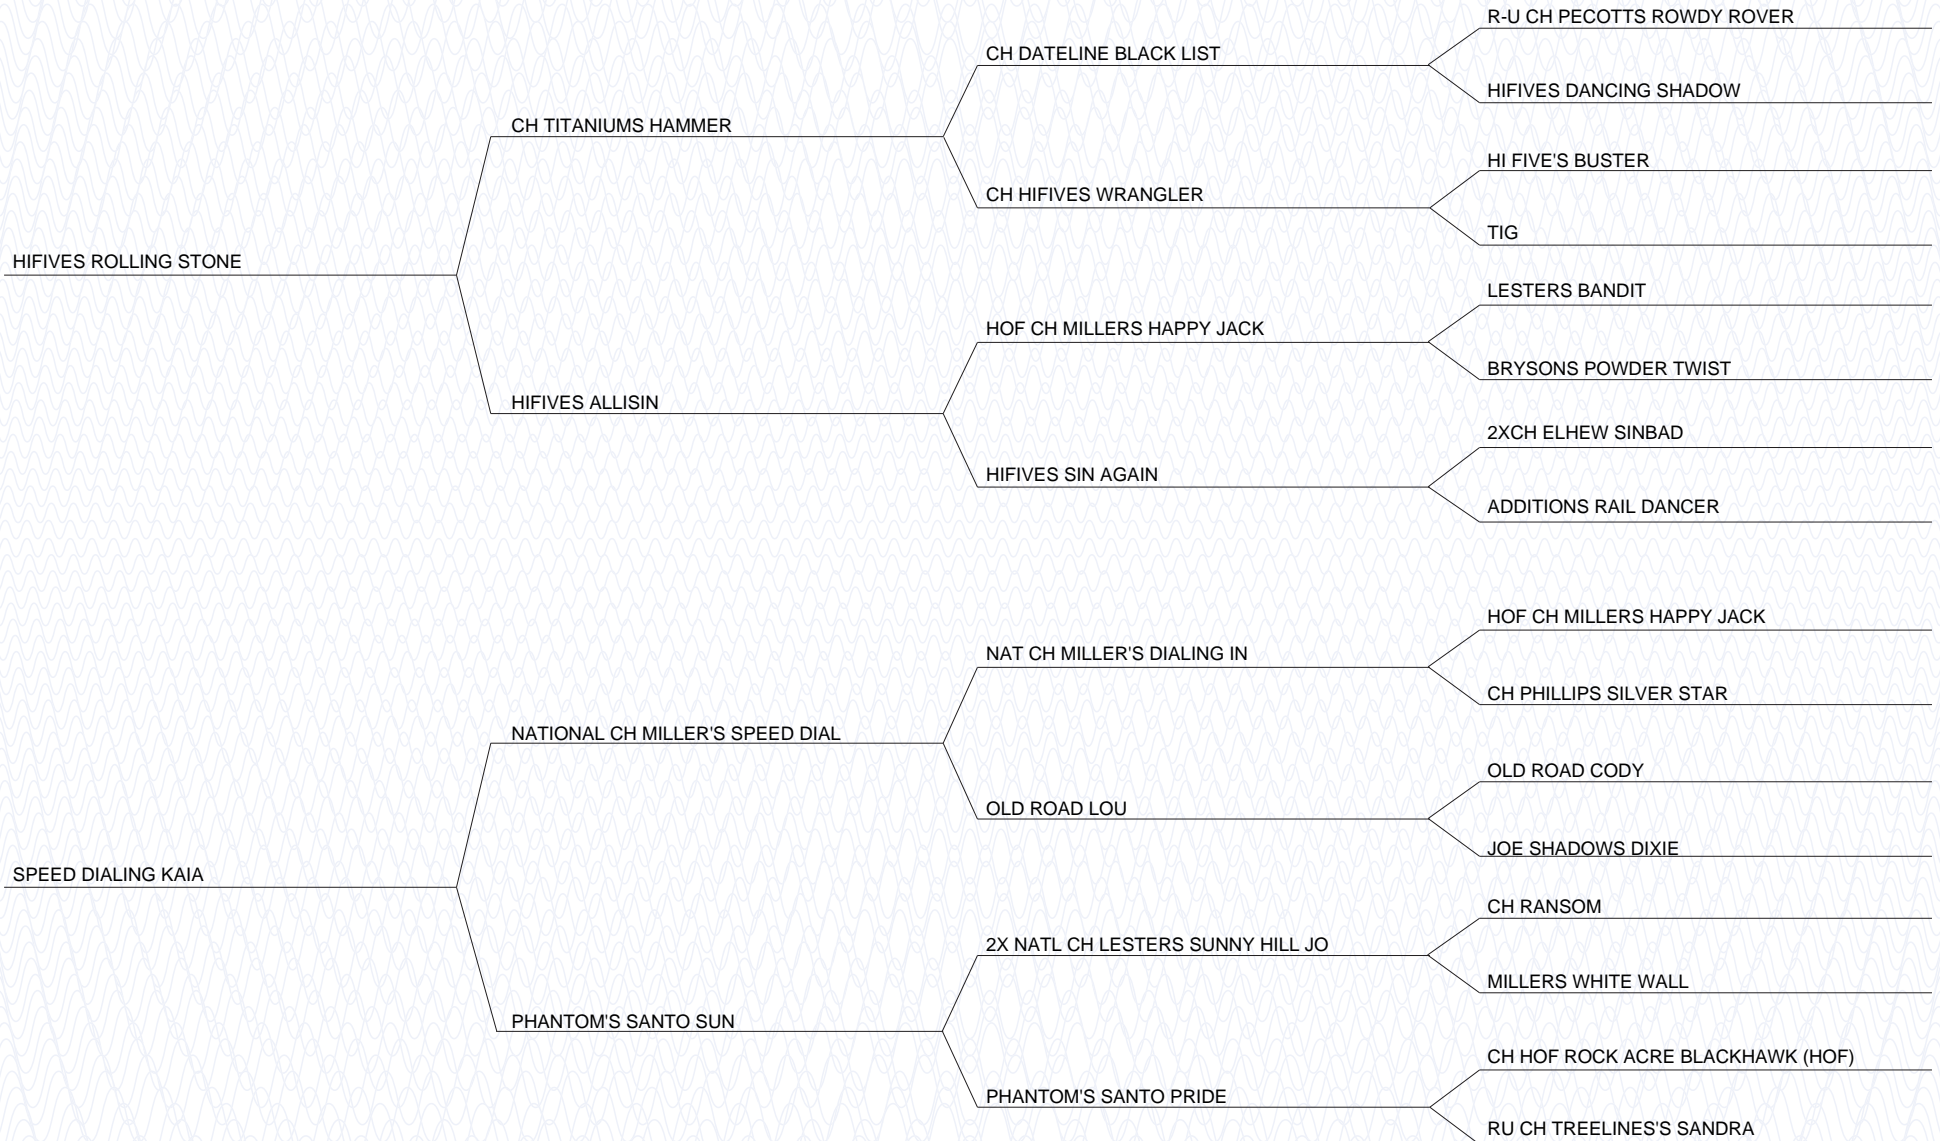 R-U CH PECOTTS ROWDY ROVER
CH DATELINE BLACK LIST
HIFIVES DANCING SHADOW
CH TITANIUMS HAMMER
HI FIVE'S BUSTER
CH HIFIVES WRANGLER
TIG
HIFIVES ROLLING STONE
LESTERS BANDIT
HOF CH MILLERS HAPPY JACK
BRYSONS POWDER TWIST
HIFIVES ALLISIN
2XCH ELHEW SINBAD
HIFIVES SIN AGAIN
ADDITIONS RAIL DANCER
HOF CH MILLERS HAPPY JACK
NAT CH MILLER'S DIALING IN
CH PHILLIPS SILVER STAR
NATIONAL CH MILLER'S SPEED DIAL
OLD ROAD CODY
OLD ROAD LOU
JOE SHADOWS DIXIE
SPEED DIALING KAIA
CH RANSOM
2X NATL CH LESTERS SUNNY HILL JO
MILLERS WHITE WALL
PHANTOM'S SANTO SUN
CH HOF ROCK ACRE BLACKHAWK (HOF)
PHANTOM'S SANTO PRIDE
RU CH TREELINES'S SANDRA